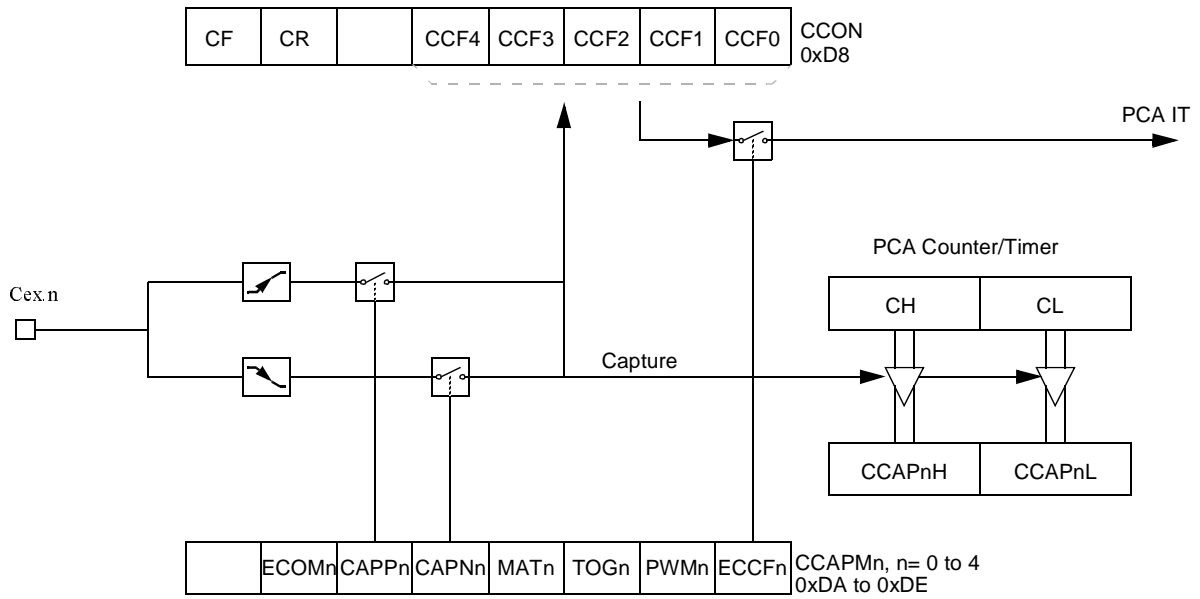 CF CR CCF4 CCF3 CCF2 CCF1 CCF0 CCON
0xD8
PCA IT
PCA Counter/Timer
Cex.n
CH CL
Capture
CCAPnH CCAPnL
ECOMn CAPPn CAPNn MATn TOGn PWMn ECCFn CCAPMn, n= 0 to 4
0xDA to 0xDE